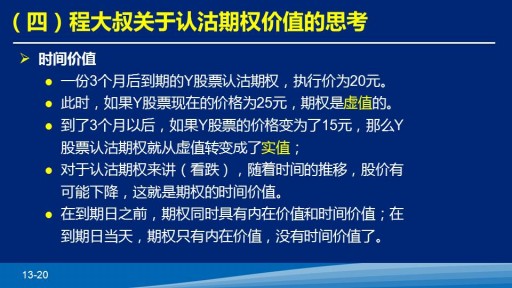 （四）程大叔关于认沽期权价值的思考
时间价值
一份3个月后到期的Y股票认沽期权，执行价为20元。
此时，如果Y股票现在的价格为25元，期权是虚值的。
到了3个月以后，如果Y股票的价格变为了15元，那么Y
股票认沽期权就从虚值转变成了实值；
对于认沽期权来讲（看跌），随着时间的推移，股价有
可能下降，这就是期权的时间价值。
在到期日之前，期权同时具有内在价值和时间价值；在
到期日当天，期权只有内在价值，没有时间价值了。
13-20